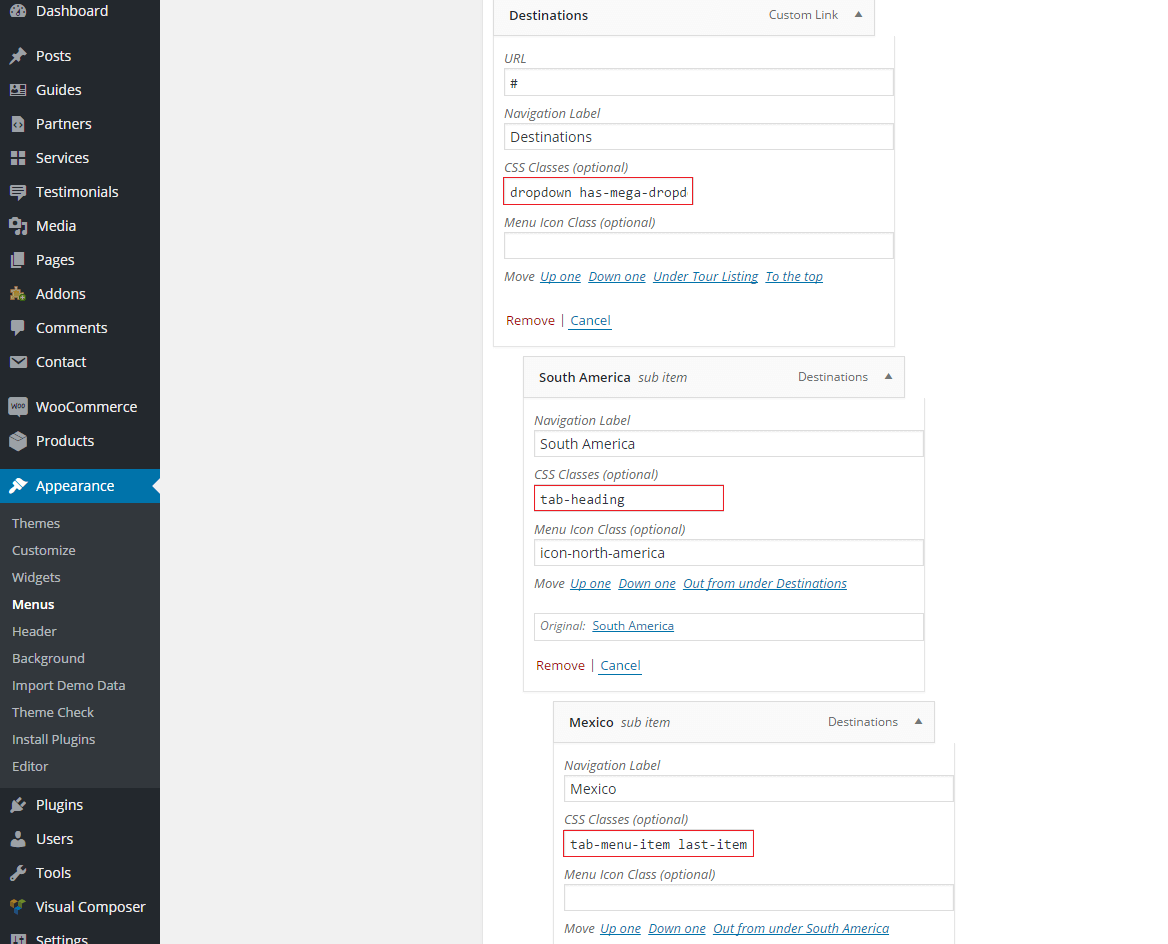 Dashboard
Posts
Guides
Partners
Services
Testimonials
Media
Pages
Addons
Comments
Contact
WOO WooCommerce
Products
Appearance
Themes
Customize
Widgets
Menus
Header
Background
Import Demo Data
Theme Check
Install Plugins
Editor
Plugins
Users
Tools
Visual Composer
Settings
Destinations Custom Link
URL
#
Navigation Label
Destinations
CSS Classes (optional)
dropdown has-mega-dropd
Menu Icon Class (optional)
Move Up one Down one Under Tour Listing To the top
Remove | Cancel
South America sub item Destinations
Navigation Label
South America
CSS Classes (optional)
tab-heading
Menu Icon Class (optional)
icon-north-america
Move Up one Down one Out from under Destinations
Original: South America
Remove | Cancel
Mexico sub item Destinations
Navigation Label
Mexico
CSS Classes (optional)
tab-menu-item last-item
Menu Icon Class (optional)
Move Up one Down one Out from under South America